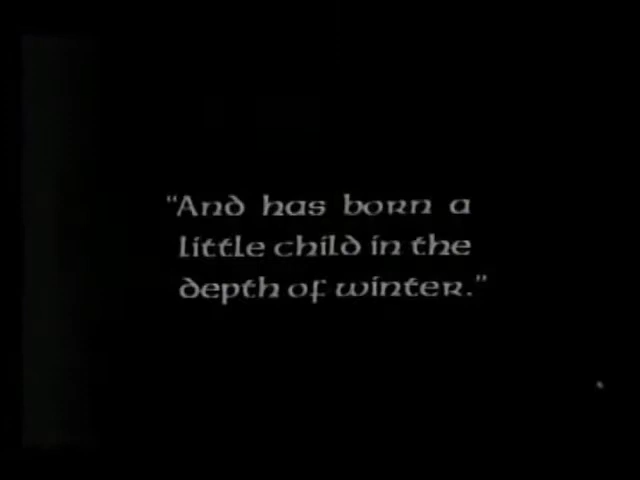 "And has born a
little child in the
depth of winter."